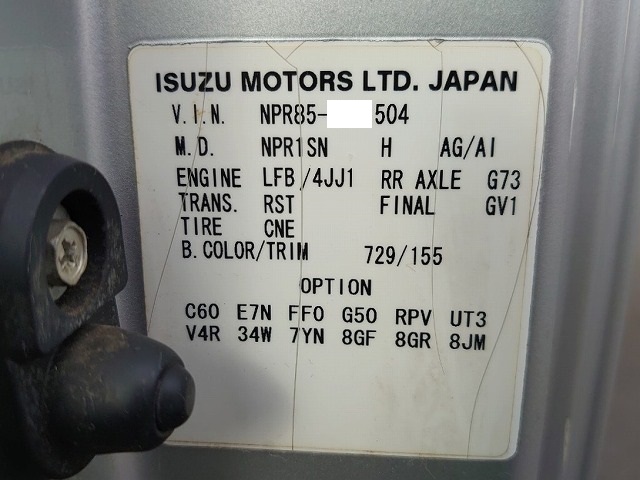 ISUZU MOTORS LTD. JAPAN
V.I.N. NPR85- 504
M.D. NPR1SN H AG/AI
ENGINE LFB /4JJ1 RR AXLE G73
TRANS. RST FINAL GV1
TIRE CNE
B. COLOR/TRIM 729/155
OPTION
C60 E7N FF0 G50 RPV UT3
V4R 34W 7YN 8GF 8GR 8JM